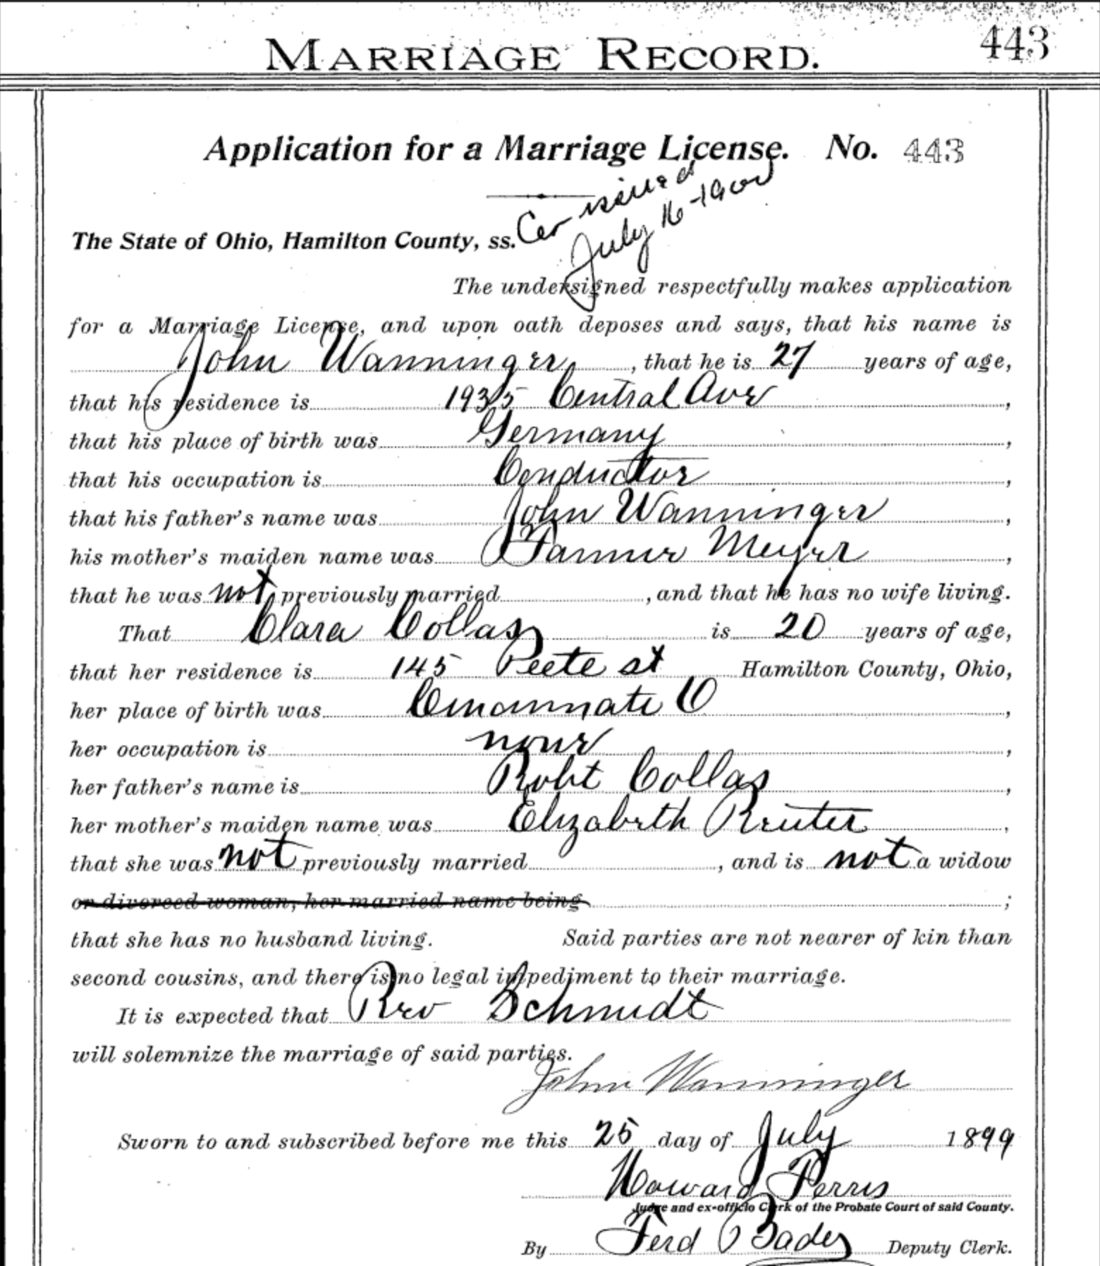 MARRIAGE RECORD. 443
Application for a Marriage License. No. 443
Cer issued
July 16-1900
The State of Ohio, Hamilton County, ss.
The undersigned respectfully makes application
for a Marriage License, and upon oath deposes and says, that his name is
John Wanninger, that he is 27 years of age,
that his residence is 1935 Central Ave,
that his place of birth was Germany,
that his occupation is Conductor,
that his father's name was John Wanninger,
his mother's maiden name was Meyer,
that he was not previously married, and that he has no wife living.
That Clara Collas is 20 years of age,
that her residence is 145 Peete st Hamilton County, Ohio,
her place of birth was Cincinnati O,
her occupation is none,
her father's name is Robt Collas,
her mother's maiden name was Elizabeth Reuter,
that she was not previously married, and is not a widow
or divorced woman, her married name being ;
that she has no husband living. Said parties are not nearer of kin than
second cousins, and there is no legal impediment to their marriage.
It is expected that Rev Schmidt
will solemnize the marriage of said parties.
John Wanninger
Sworn to and subscribed before me this 25 day of July 1899
Howard Ferris
Judge and ex-officio Clerk of the Probate Court of said County.
By Ferd Bader Deputy Clerk.